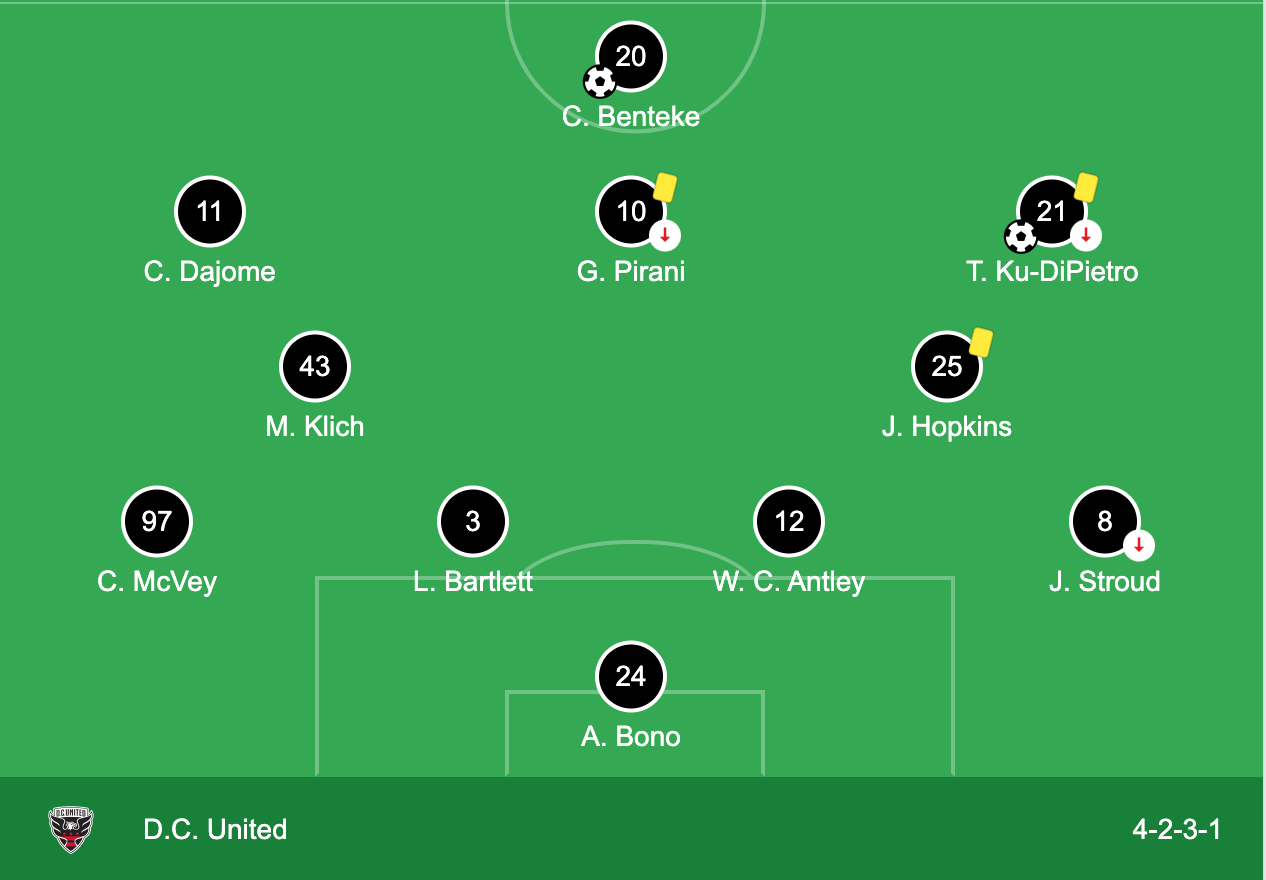 20
C. Benteke
11
10
21
C. Dajome
G. Pirani
T. Ku-DiPietro
43
25
M. Klich
J. Hopkins
97
3
12
8
C. McVey
L. Bartlett
W. C. Antley
J. Stroud
24
A. Bono
D.C. UNITED
D.C. United
4-2-3-1